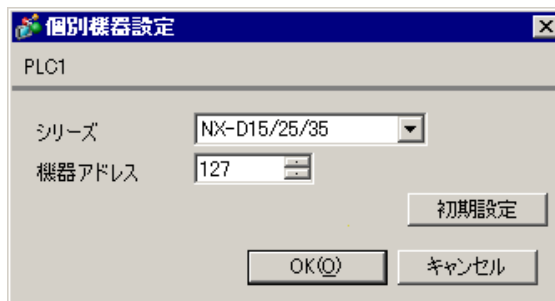 個別機器設定
PLC1
シリーズ NX-D15/25/35
機器アドレス 127
初期設定
OK(O) キャンセル